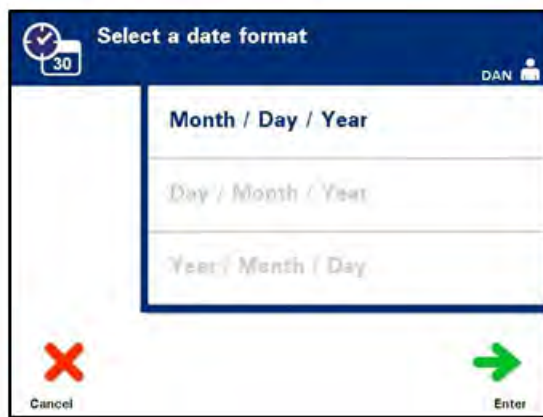 Select a date format
30
DAN
Month / Day / Year
Day / Month / Year
Year / Month / Day
Cancel
Enter